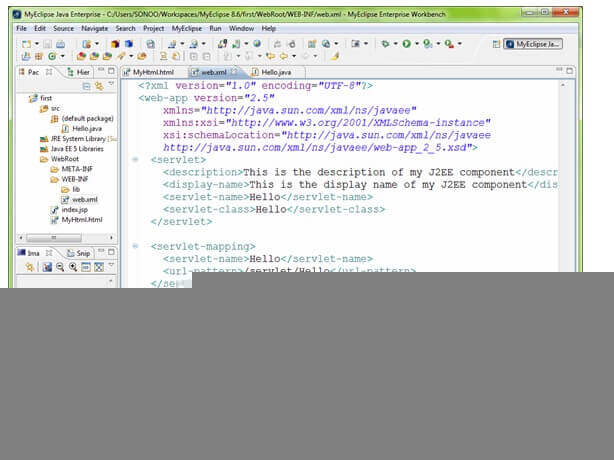 MyEclipse Java Enterprise - C:/USERS/SONOO/Workspaces/MyEclipse 8.6/first/WebRoot/WEB-INF/web.xml - MyEclipse Enterprise Workbench
File Edit Source Navigate Search Project MyEclipse Run Window Help
MyEclipse Ja...
Pac Hier
MyHtml.html web.xml Hello.java
first
src
(default package)
Hello.java
JRE System Library
Java EE 5 Libraries
WebRoot
META-INF
WEB-INF
lib
web.xml
index.jsp
MyHtml.html
Ima Snip
<?xml version="1.0" encoding="UTF-8"?>
<web-app version="2.5"
xmlns="http://java.sun.com/xml/ns/javaee"
xmlns:xsi="http://www.w3.org/2001/XMLSchema-instance"
xsi:schemaLocation="http://java.sun.com/xml/ns/javaee
http://java.sun.com/xml/ns/javaee/web-app_2_5.xsd">
<servlet>
<description>This is the description of my J2EE component</descr
<display-name>This is the display name of my J2EE component</dis
<servlet-name>Hello</servlet-name>
<servlet-class>Hello</servlet-class>
</servlet>
<servlet-mapping>
<servlet-name>Hello</servlet-name>
<url-pattern>/servlet/Hello</url-pattern>
</se